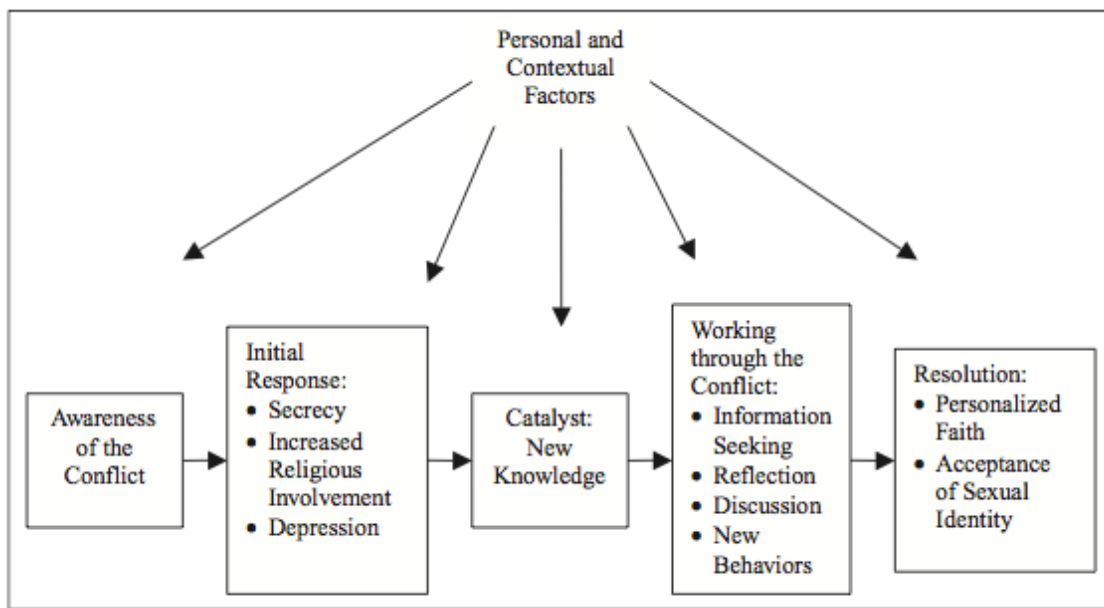 Personal and
Contextual
Factors
Awareness
of the
Conflict
Initial
Response:
• Secrecy
• Increased
Religious
Involvement
• Depression
Catalyst:
New
Knowledge
Working
through the
Conflict:
• Information
Seeking
• Reflection
• Discussion
• New
Behaviors
Resolution:
• Personalized
Faith
• Acceptance
of Sexual
Identity